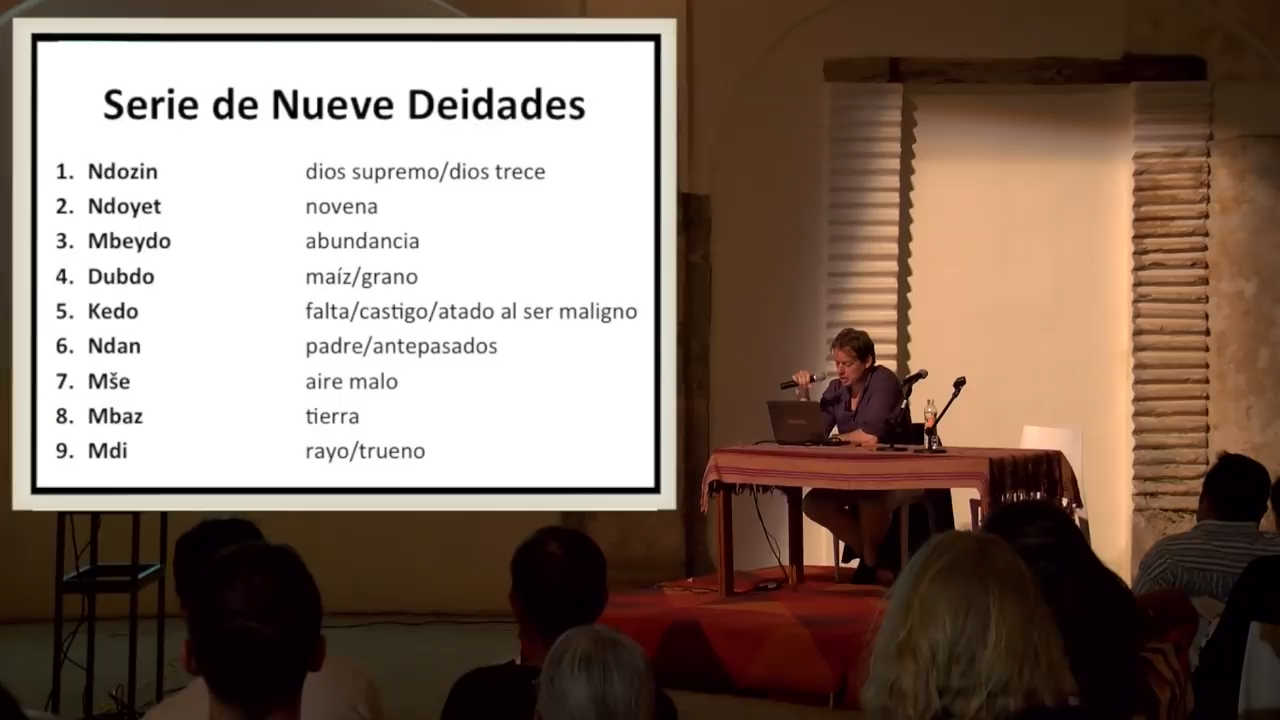 Serie de Nueve Deidades
1. Ndozin dios supremo/dios trece
2. Ndoyet novena
3. Mbeydo abundancia
4. Dubdo maíz/grano
5. Kedo falta/castigo/atado al ser maligno
6. Ndan padre/antepasados
7. Mše aire malo
8. Mbaz tierra
9. Mdi rayo/trueno